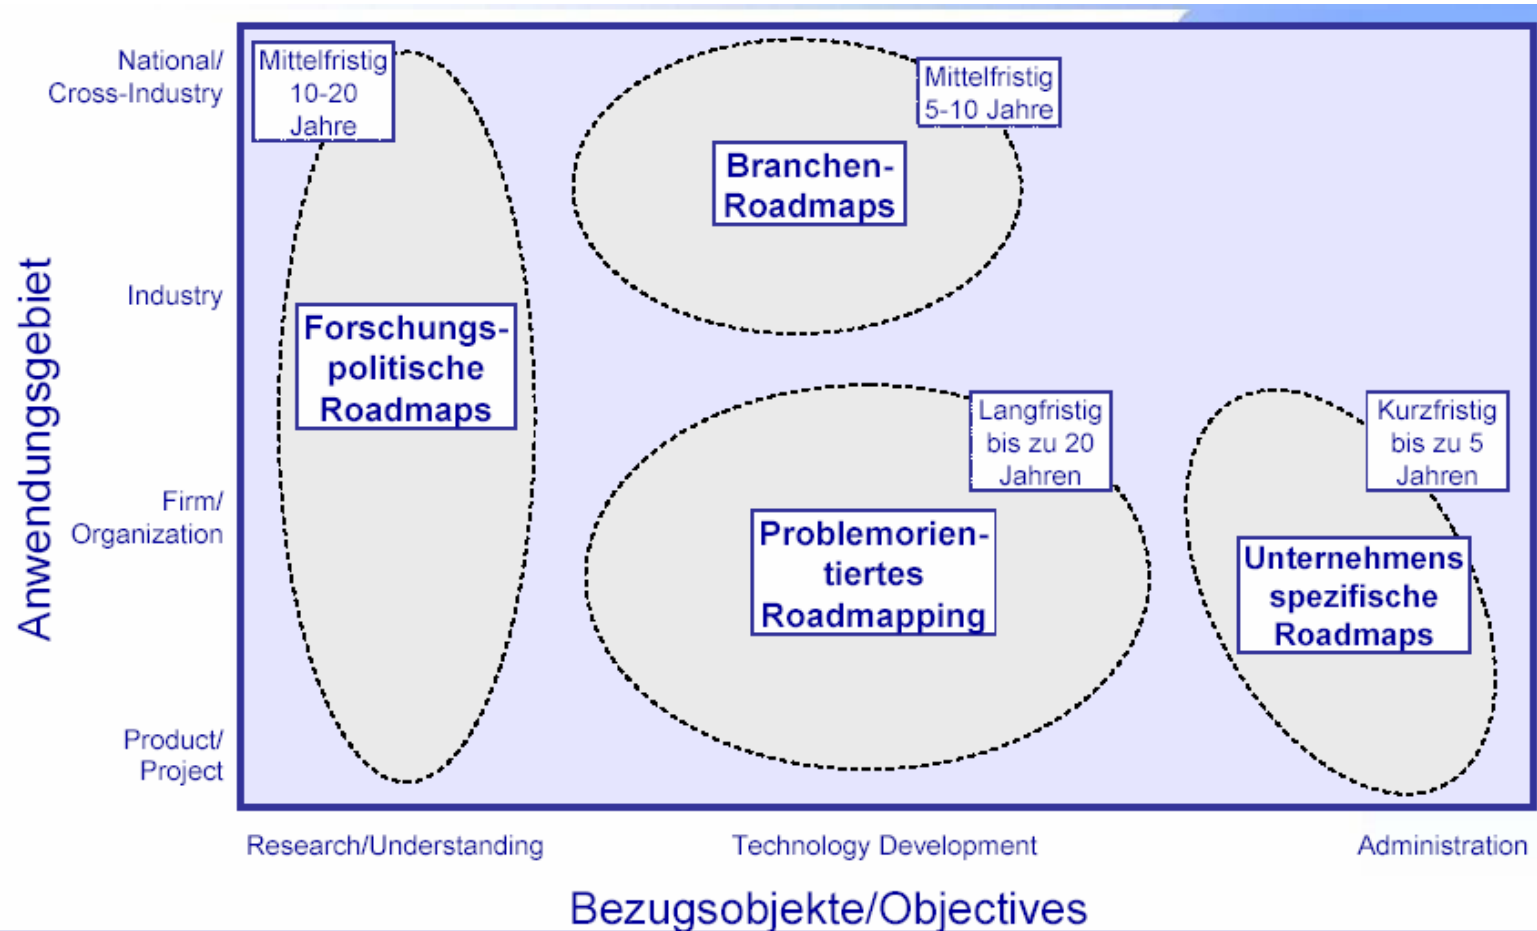 National/
Cross-Industry
Industry
Firm/
Organization
Product/
Project
Anwendungsgebiet
Mittelfristig
10-20
Jahre
Forschungs-
politische
Roadmaps
Mittelfristig
5-10 Jahre
Branchen-
Roadmaps
Langfristig
bis zu 20
Jahren
Problemorien-
tiertes
Roadmapping
Kurzfristig
bis zu 5
Jahren
Unternehmens
spezifische
Roadmaps
Research/Understanding
Technology Development
Administration
Bezugsobjekte/Objectives